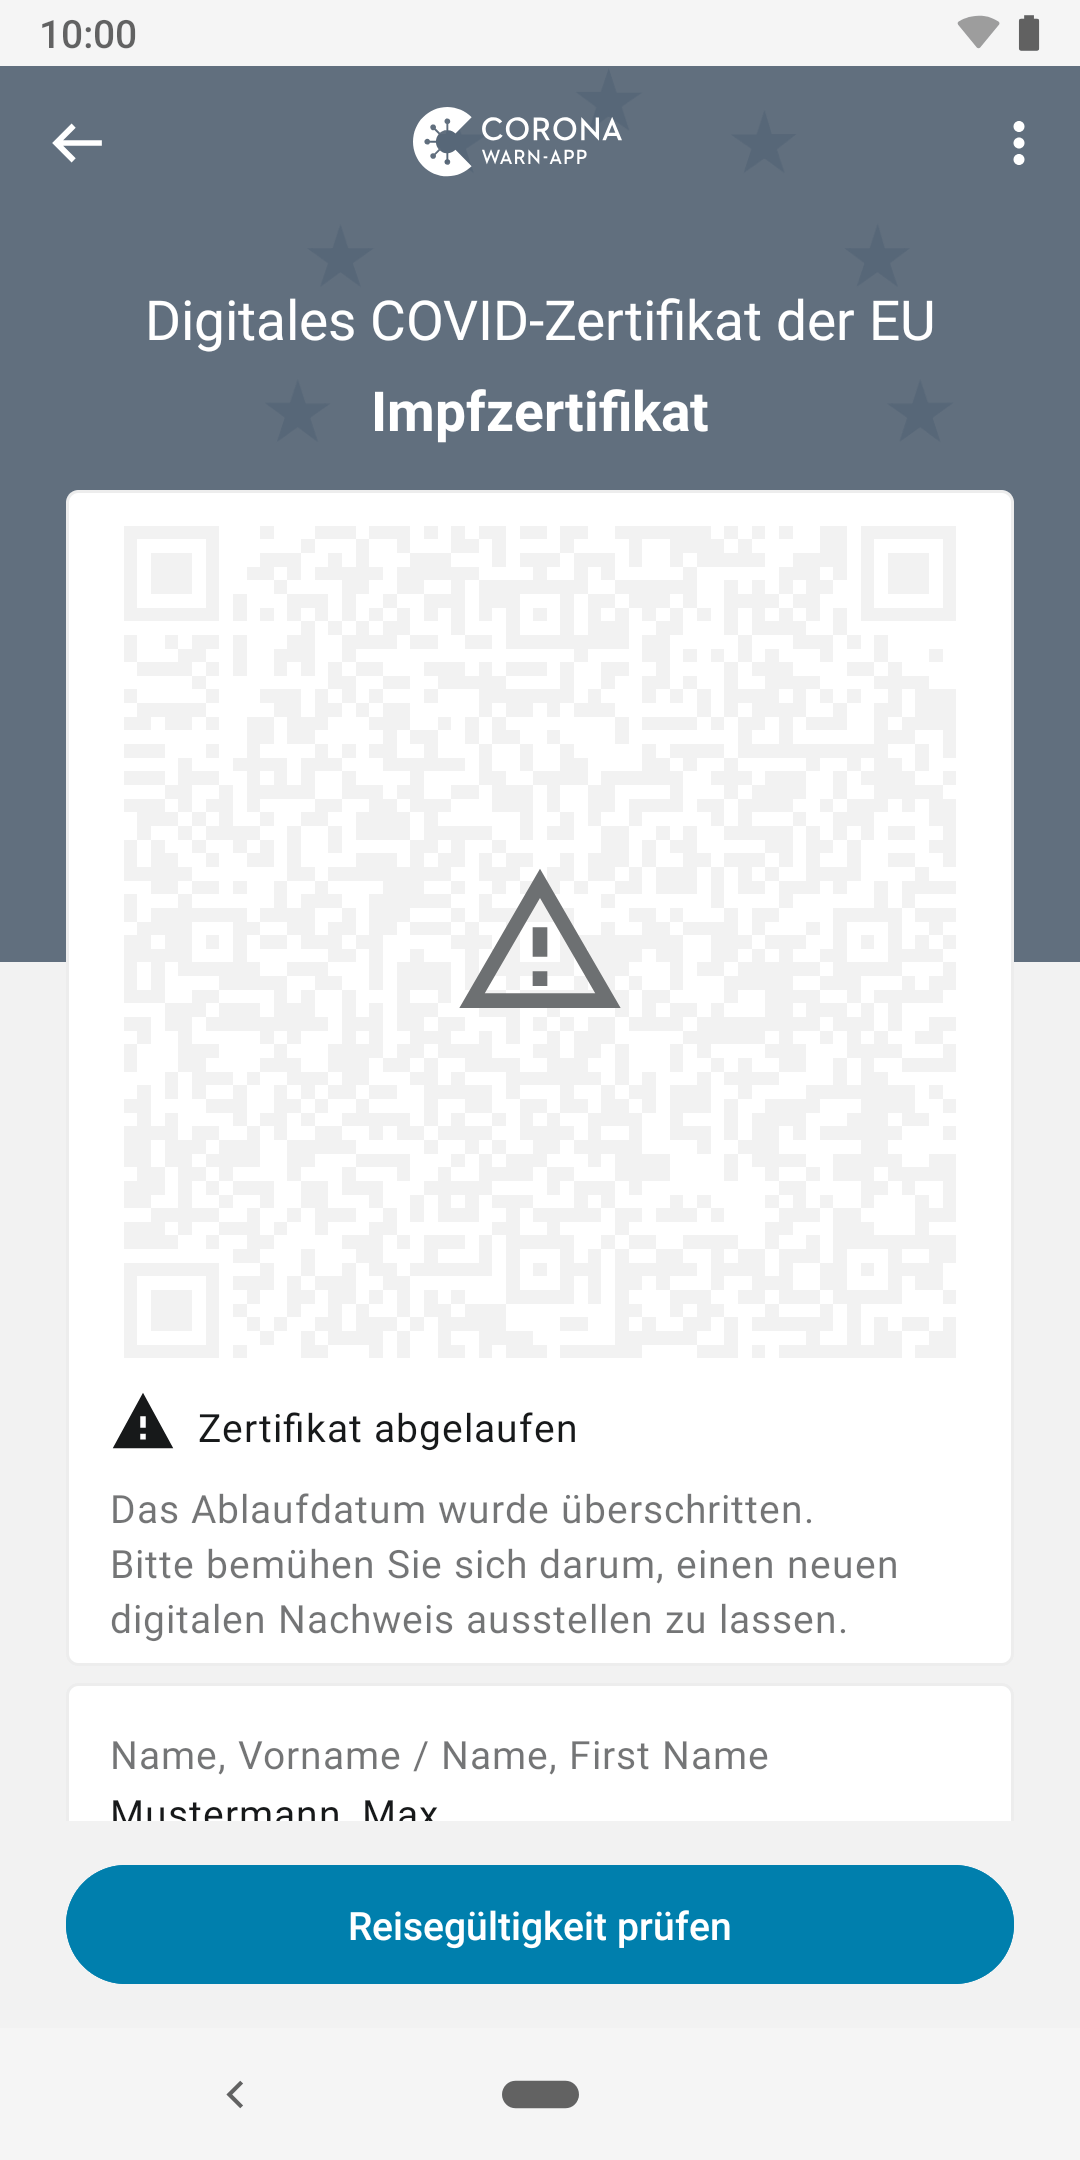 10:00
CORONA
WARN-APP
Digitales COVID-Zertifikat der EU
Impfzertifikat
Zertifikat abgelaufen
Das Ablaufdatum wurde überschritten.
Bitte bemühen Sie sich darum, einen neuen
digitalen Nachweis ausstellen zu lassen.
Name, Vorname / Name, First Name
Mustermann, Max
Reisegültigkeit prüfen